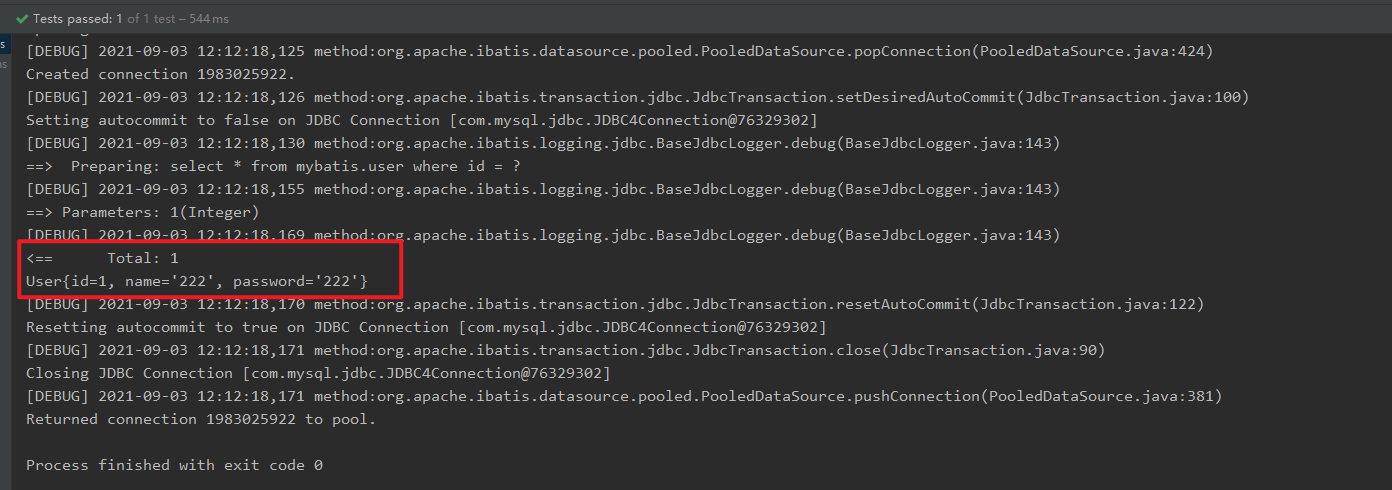 Tests passed: 1 of 1 test – 544 ms
[DEBUG] 2021-09-03 12:12:18,125 method:org.apache.ibatis.datasource.pooled.PooledDataSource.popConnection(PooledDataSource.java:424)
Created connection 1983025922.
[DEBUG] 2021-09-03 12:12:18,126 method:org.apache.ibatis.transaction.jdbc.JdbcTransaction.setDesiredAutoCommit(JdbcTransaction.java:100)
Setting autocommit to false on JDBC Connection [com.mysql.jdbc.JDBC4Connection@76329302]
[DEBUG] 2021-09-03 12:12:18,130 method:org.apache.ibatis.logging.jdbc.BaseJdbcLogger.debug(BaseJdbcLogger.java:143)
==>  Preparing: select * from mybatis.user where id = ?
[DEBUG] 2021-09-03 12:12:18,155 method:org.apache.ibatis.logging.jdbc.BaseJdbcLogger.debug(BaseJdbcLogger.java:143)
==> Parameters: 1(Integer)
[DEBUG] 2021-09-03 12:12:18,169 method:org.apache.ibatis.logging.jdbc.BaseJdbcLogger.debug(BaseJdbcLogger.java:143)
<==      Total: 1
User{id=1, name='222', password='222'}
[DEBUG] 2021-09-03 12:12:18,170 method:org.apache.ibatis.transaction.jdbc.JdbcTransaction.resetAutoCommit(JdbcTransaction.java:122)
Resetting autocommit to true on JDBC Connection [com.mysql.jdbc.JDBC4Connection@76329302]
[DEBUG] 2021-09-03 12:12:18,171 method:org.apache.ibatis.transaction.jdbc.JdbcTransaction.close(JdbcTransaction.java:90)
Closing JDBC Connection [com.mysql.jdbc.JDBC4Connection@76329302]
[DEBUG] 2021-09-03 12:12:18,171 method:org.apache.ibatis.datasource.pooled.PooledDataSource.pushConnection(PooledDataSource.java:381)
Returned connection 1983025922 to pool.
Process finished with exit code 0